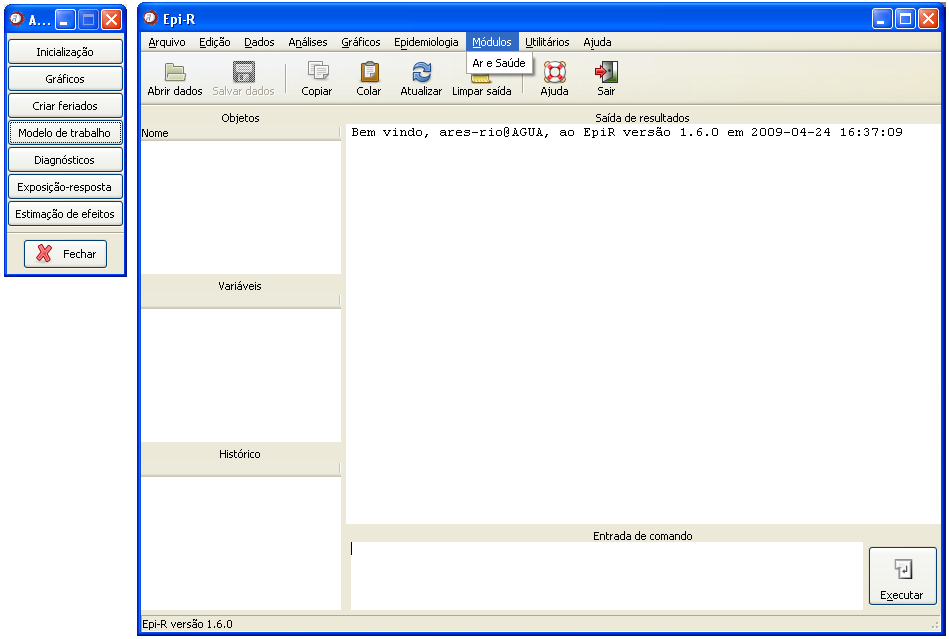 A...
Inicialização
Gráficos
Criar feriados
Modelo de trabalho
Diagnósticos
Exposição-resposta
Estimação de efeitos
Fechar
Epi-R
Arquivo Edição Dados Análises Gráficos Epidemiologia Módulos Utilitários Ajuda
Ar e Saúde
Abrir dados Salvar dados Copiar Colar Atualizar Limpar saída Ajuda Sair
Objetos
Nome
Variáveis
Histórico
Saída de resultados
Bem vindo, ares-rio@AGUA, ao EpiR versão 1.6.0 em 2009-04-24 16:37:09
Entrada de comando
Executar
Epi-R versão 1.6.0